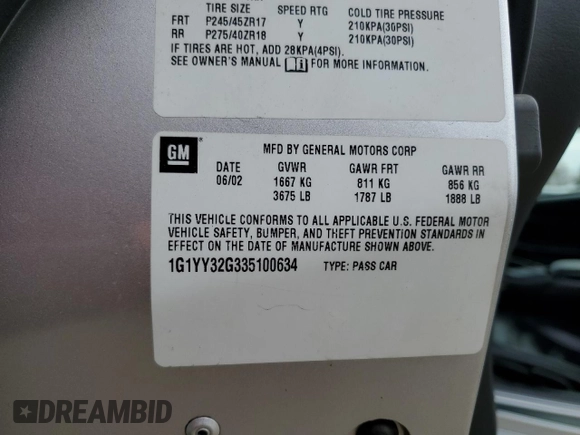 TIRE SIZE SPEED RTG COLD TIRE PRESSURE
FRT P245/45ZR17 Y 210KPA(30PSI)
RR P275/40ZR18 Y 210KPA(30PSI)
IF TIRES ARE HOT, ADD 28KPA(4PSI).
SEE OWNER'S MANUAL FOR MORE INFORMATION.
GM MFD BY GENERAL MOTORS CORP
DATE GVWR GAWR FRT GAWR RR
06/02 1667 KG 811 KG 856 KG
3675 LB 1787 LB 1888 LB
THIS VEHICLE CONFORMS TO ALL APPLICABLE U.S. FEDERAL MOTOR
VEHICLE SAFETY, BUMPER, AND THEFT PREVENTION STANDARDS IN
EFFECT ON THE DATE OF MANUFACTURE SHOWN ABOVE.
1G1YY32G335100634 TYPE: PASS CAR
DREAMBID